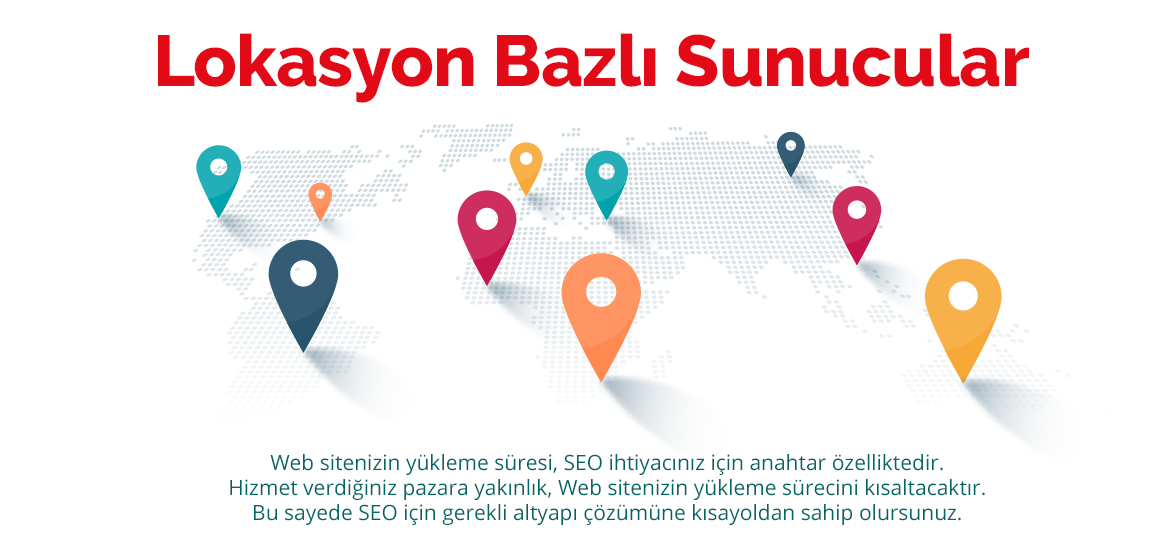 Lokasyon Bazlı Sunucular
Web sitenizin yükleme süresi, SEO ihtiyacınız için anahtar özelliktedir.
Hizmet verdiğiniz pazara yakınlık, Web sitenizin yükleme sürecini kısaltacaktır.
Bu sayede SEO için gerekli altyapı çözümüne kısayoldan sahip olursunuz.